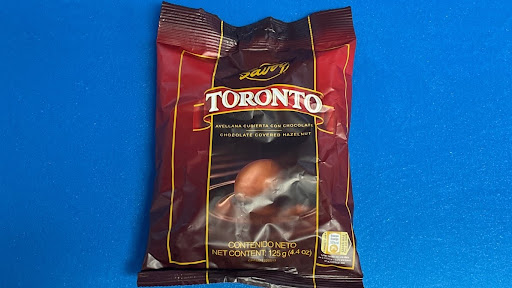 Savoy
TORONTO
AVELLANA CUBIERTA CON CHOCOLATE
CHOCOLATE COVERED HAZELNUT
CONTENIDO NETO
NET CONTENT: 125 g (4.4 oz)